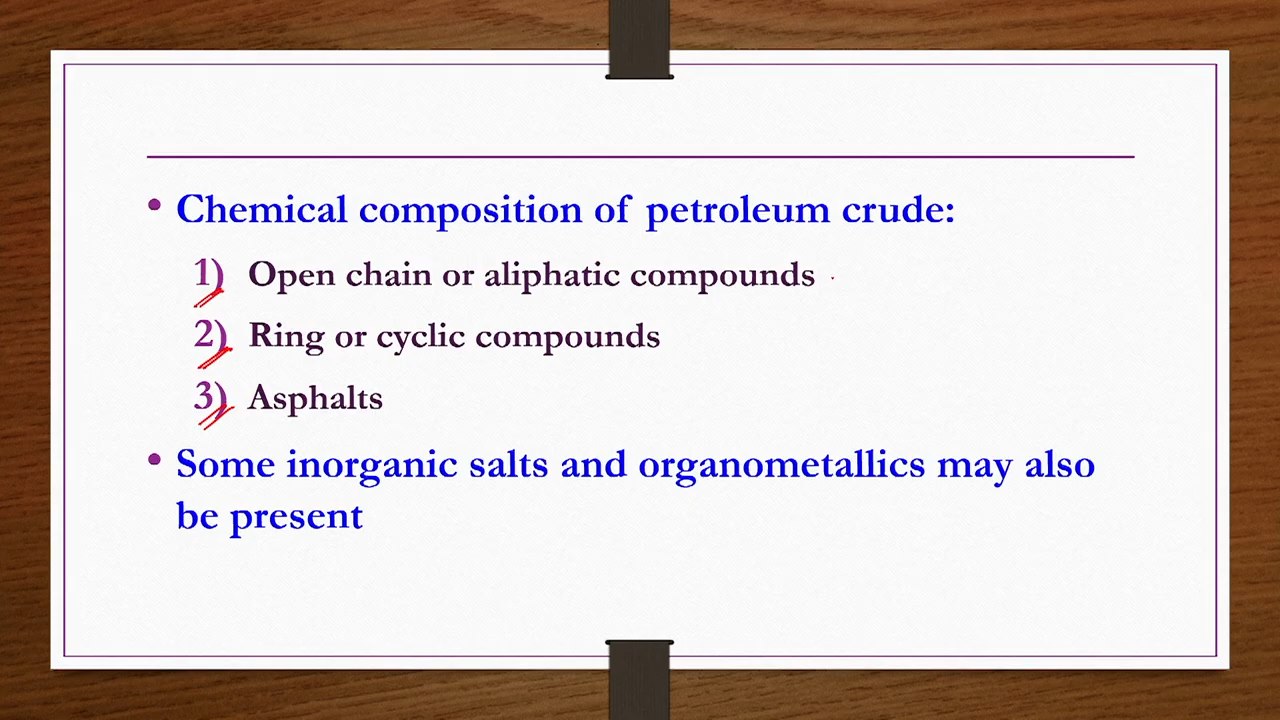 • Chemical composition of petroleum crude:
1) Open chain or aliphatic compounds
2) Ring or cyclic compounds
3) Asphalts
• Some inorganic salts and organometallics may also
be present